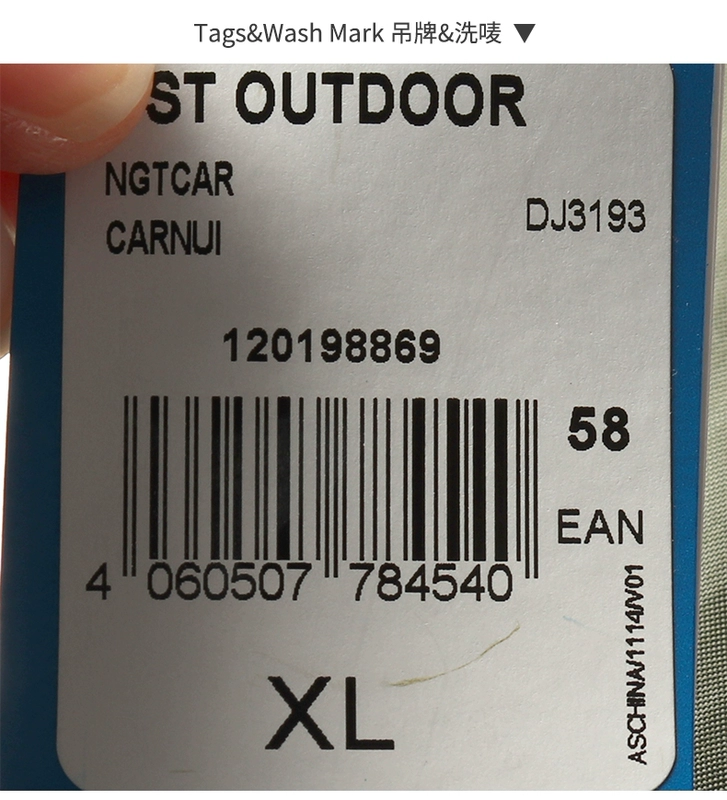 Tags&Wash Mark 吊牌&洗唛 ▼
ST OUTDOOR
NGTCAR
CARNUI
DJ3193
120198869
58
EAN
4 060507 784540
XL
ASCHINA/1114/V01